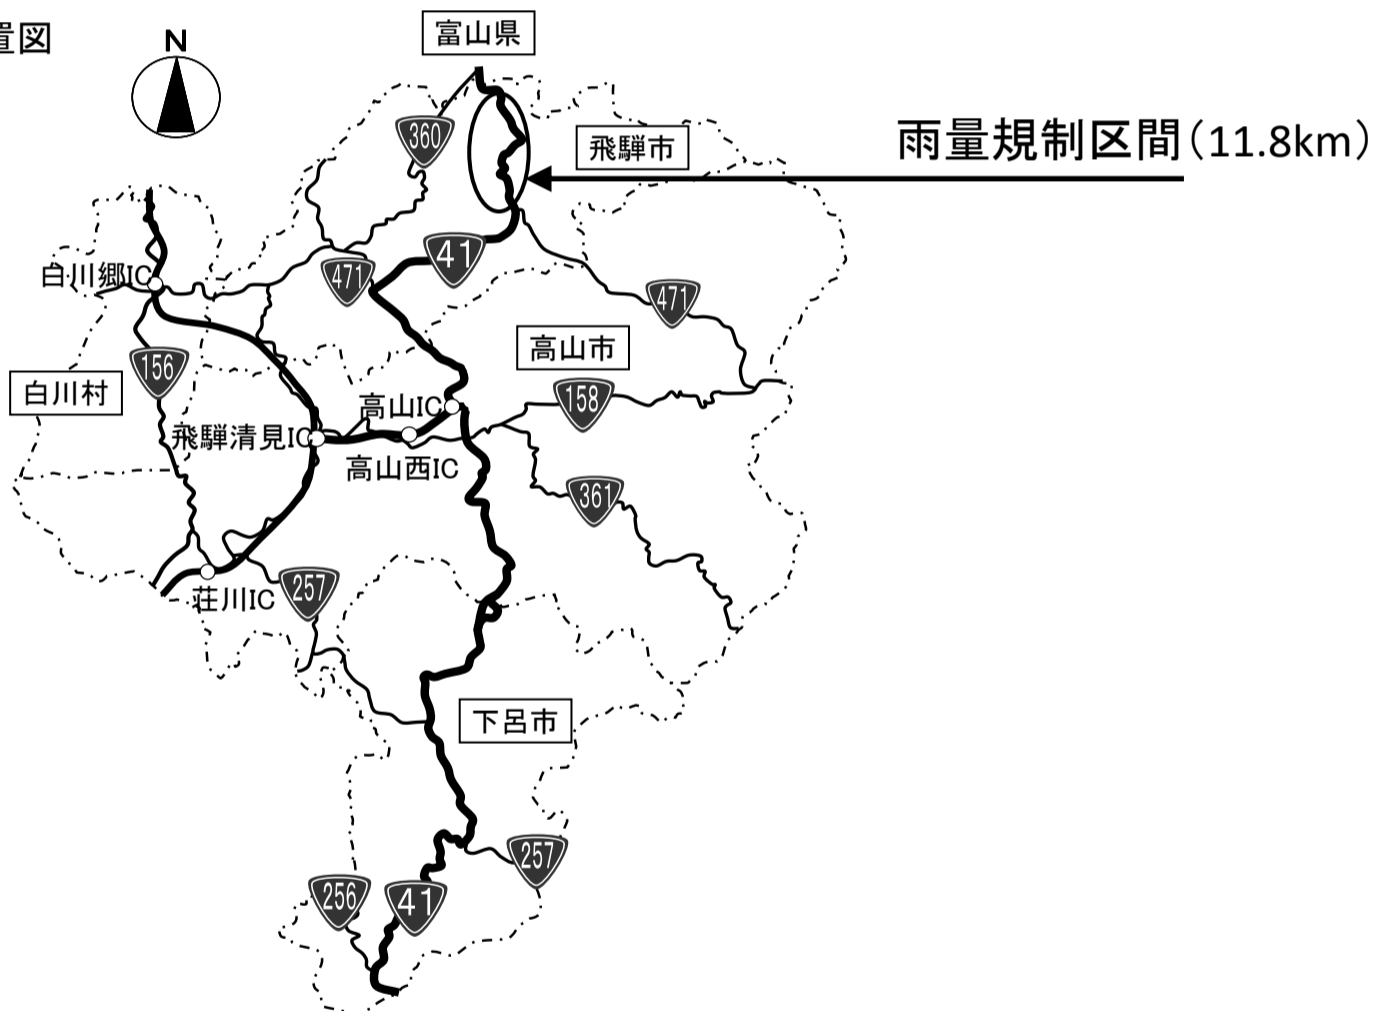 置図
N
富山県
360
飛騨市
雨量規制区間(11.8km)
41
471
白川郷IC
471
156
高山市
白川村
高山IC
158
飛騨清見IC
高山西IC
361
荘川IC
257
下呂市
257
256
41